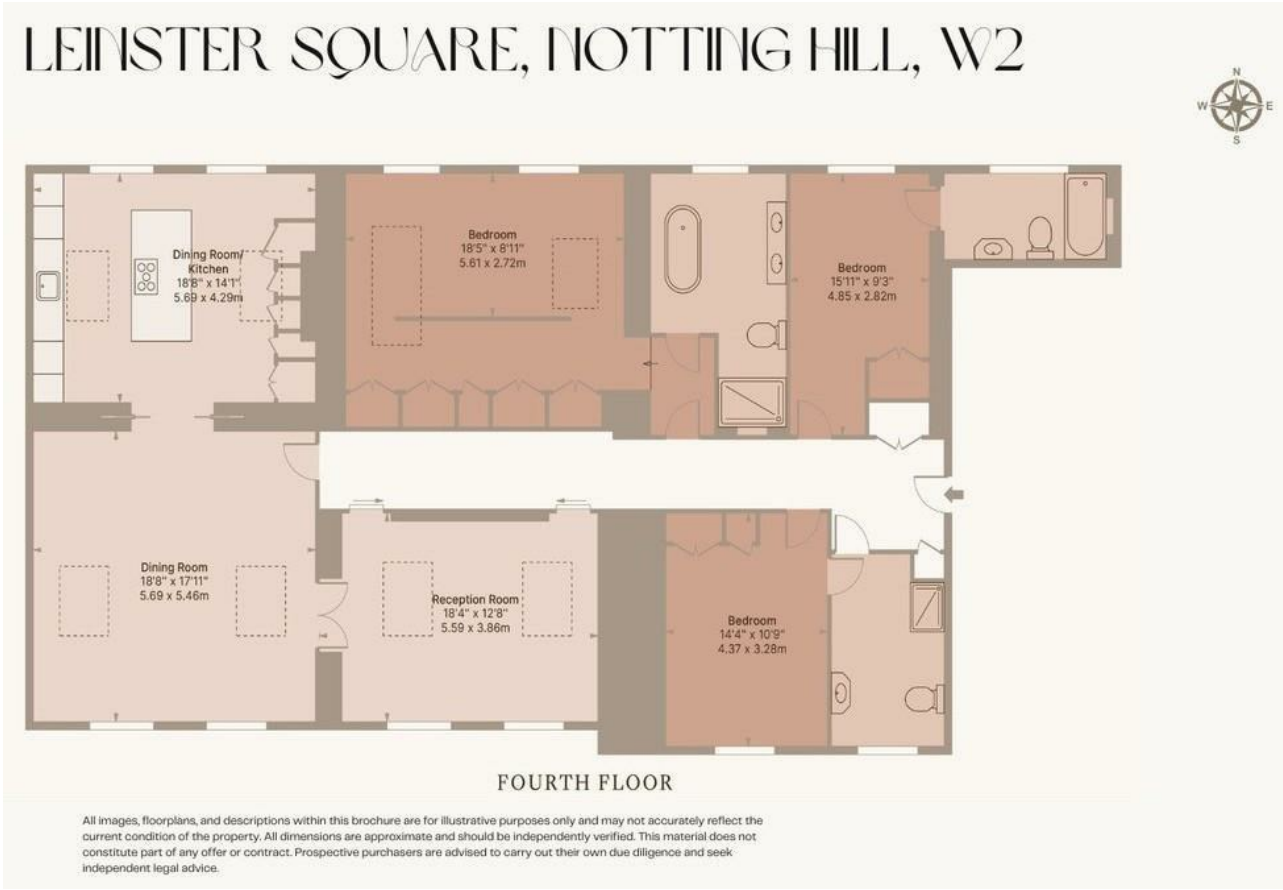 LEINSTER SQUARE, NOTTING HILL, W2
N
W E
S
Dining Room/
Kitchen
18'8" x 14'1"
5.69 x 4.29m
Bedroom
18'5" x 8'11"
5.61 x 2.72m
Bedroom
15'11" x 9'3"
4.85 x 2.82m
Dining Room
18'8" x 17'11"
5.69 x 5.46m
Reception Room
18'4" x 12'8"
5.59 x 3.86m
Bedroom
14'4" x 10'9"
4.37 x 3.28m
FOURTH FLOOR
All images, floorplans, and descriptions within this brochure are for illustrative purposes only and may not accurately reflect the
current condition of the property. All dimensions are approximate and should be independently verified. This material does not
constitute part of any offer or contract. Prospective purchasers are advised to carry out their own due diligence and seek
independent legal advice.